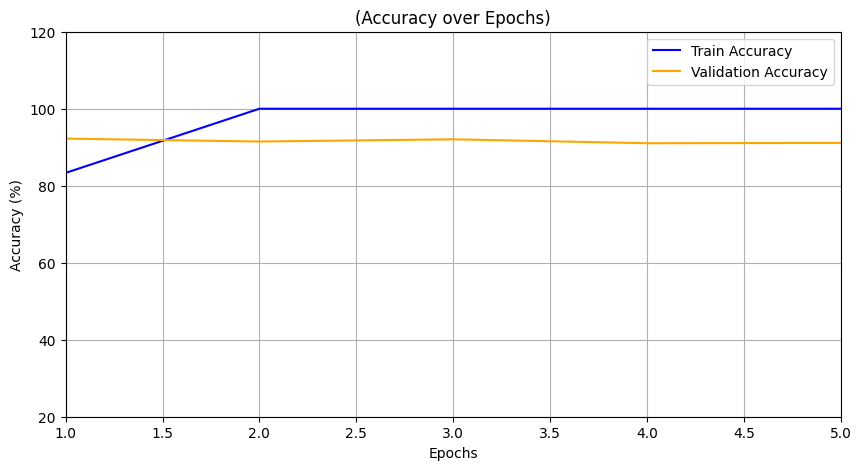 (Accuracy over Epochs)
120
100
80
60
40
20
Accuracy (%)
Train Accuracy
Validation Accuracy
1.0 1.5 2.0 2.5 3.0 3.5 4.0 4.5 5.0
Epochs